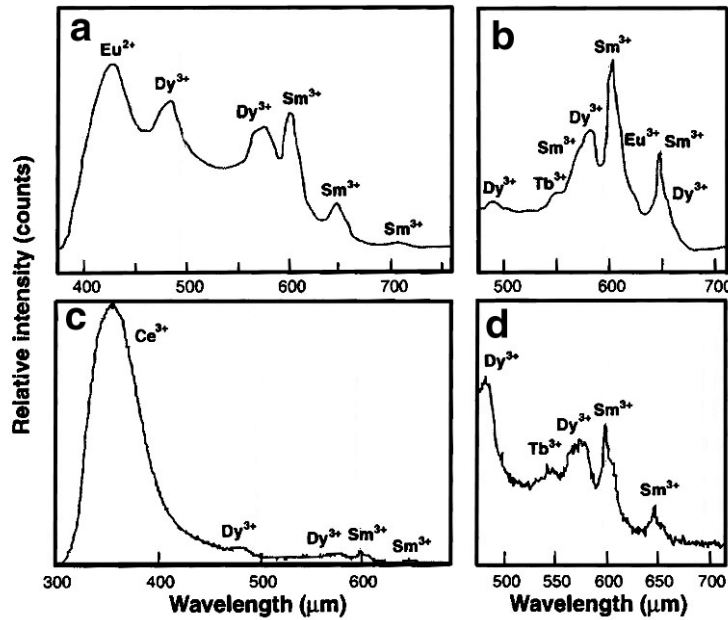 a
Eu2+
Dy3+
Dy3+
Sm3+
Sm3+
Sm3+
400 500 600 700
b
Sm3+
Dy3+
Sm3+
Eu3+
Sm3+
Dy3+
Tb3+
Dy3+
500 550 600 650 700
c
Ce3+
Dy3+
Dy3+
Sm3+
Sm3+
300 400 500 600
d
Dy3+
Tb3+
Dy3+
Sm3+
Sm3+
500 550 600 650 700
Relative intensity (counts)
Wavelength (μm)
Wavelength (μm)